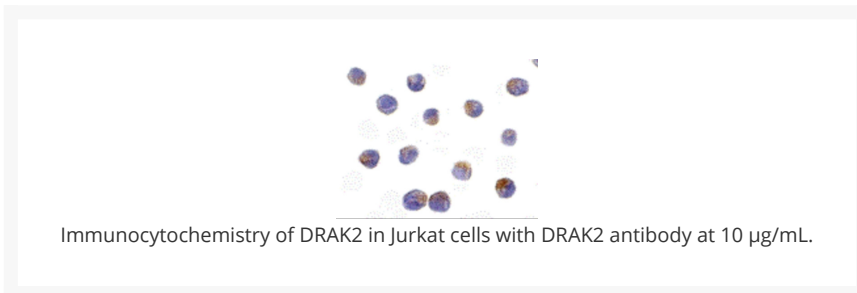 Immunocytochemistry of DRAK2 in Jurkat cells with DRAK2 antibody at 10 µg/mL.